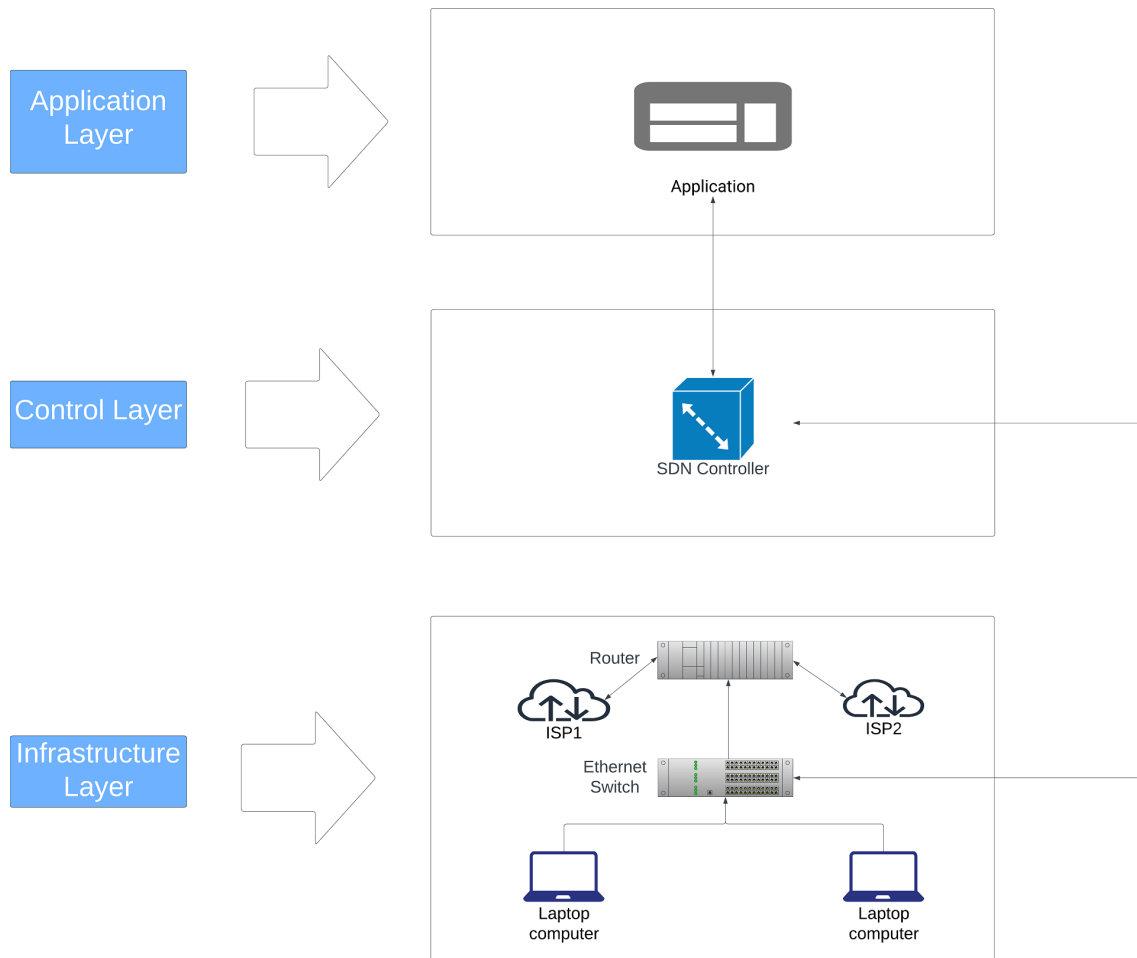 Application
Layer
Application
Control Layer
SDN Controller
Infrastructure
Layer
Router
ISP1
ISP2
Ethernet
Switch
Laptop
computer
Laptop
computer